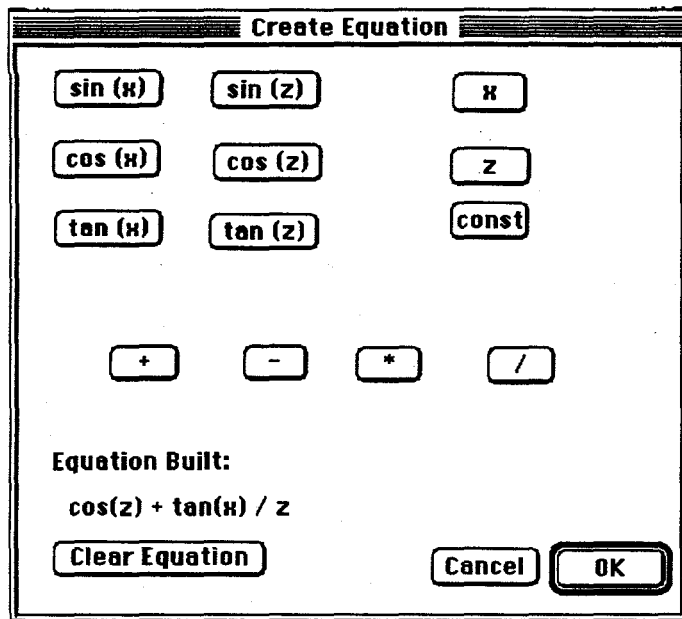 Create Equation
sin (x) sin (z) x
cos (x) cos (z) z
tan (x) tan (z) const
+ - * /
Equation Built:
cos(z) + tan(x) / z
Clear Equation Cancel OK